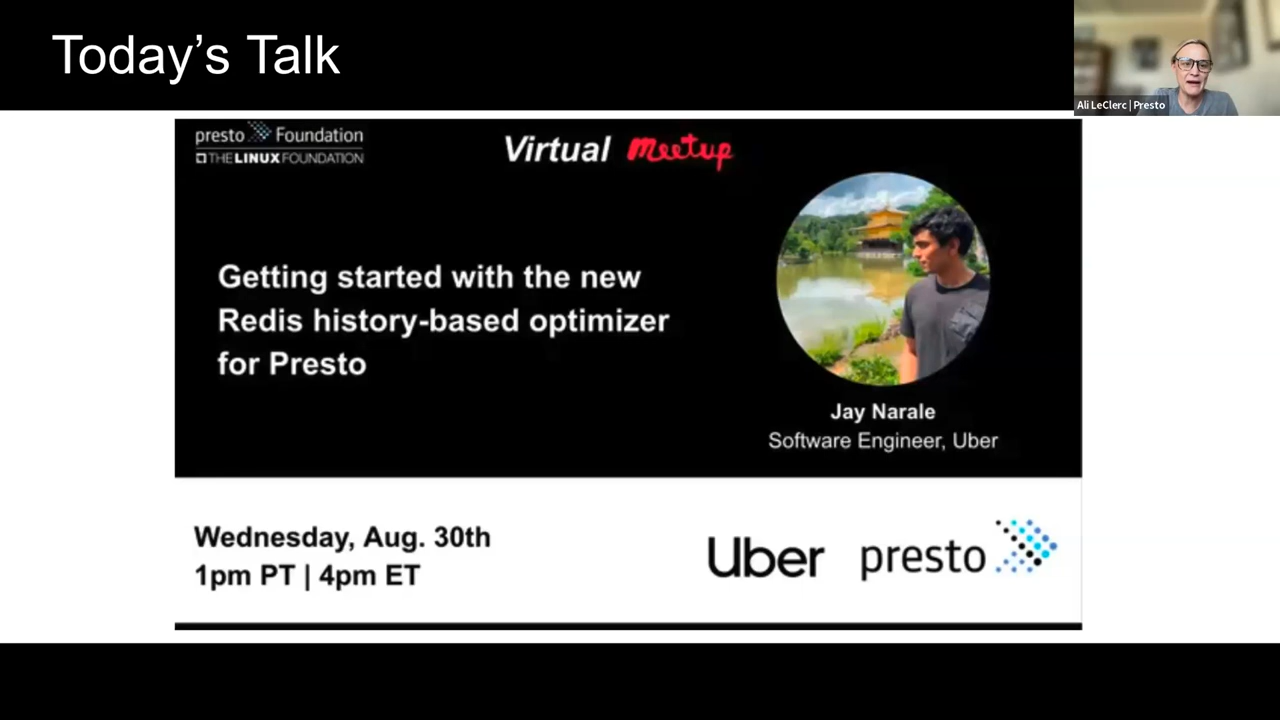 Today's Talk
Ali LeClerc | Presto
presto Foundation
THE LINUX FOUNDATION
Virtual meetup
Getting started with the new
Redis history-based optimizer
for Presto
Jay Narale
Software Engineer, Uber
Wednesday, Aug. 30th
1pm PT | 4pm ET
Uber
presto